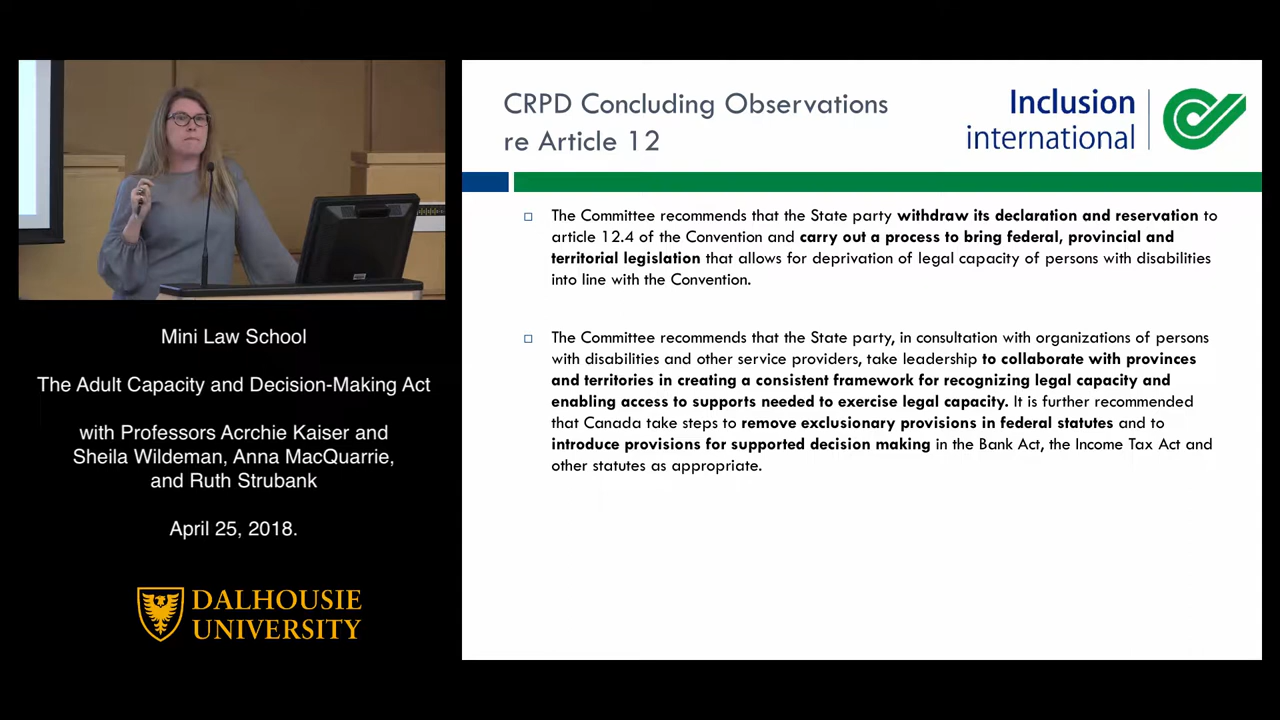 Mini Law School
The Adult Capacity and Decision-Making Act
with Professors Acrchie Kaiser and
Sheila Wildeman, Anna MacQuarrie,
and Ruth Strubank
April 25, 2018.
DALHOUSIE
UNIVERSITY
CRPD Concluding Observations
re Article 12
Inclusion
international
The Committee recommends that the State party withdraw its declaration and reservation to
article 12.4 of the Convention and carry out a process to bring federal, provincial and
territorial legislation that allows for deprivation of legal capacity of persons with disabilities
into line with the Convention.
The Committee recommends that the State party, in consultation with organizations of persons
with disabilities and other service providers, take leadership to collaborate with provinces
and territories in creating a consistent framework for recognizing legal capacity and
enabling access to supports needed to exercise legal capacity. It is further recommended
that Canada take steps to remove exclusionary provisions in federal statutes and to
introduce provisions for supported decision making in the Bank Act, the Income Tax Act and
other statutes as appropriate.